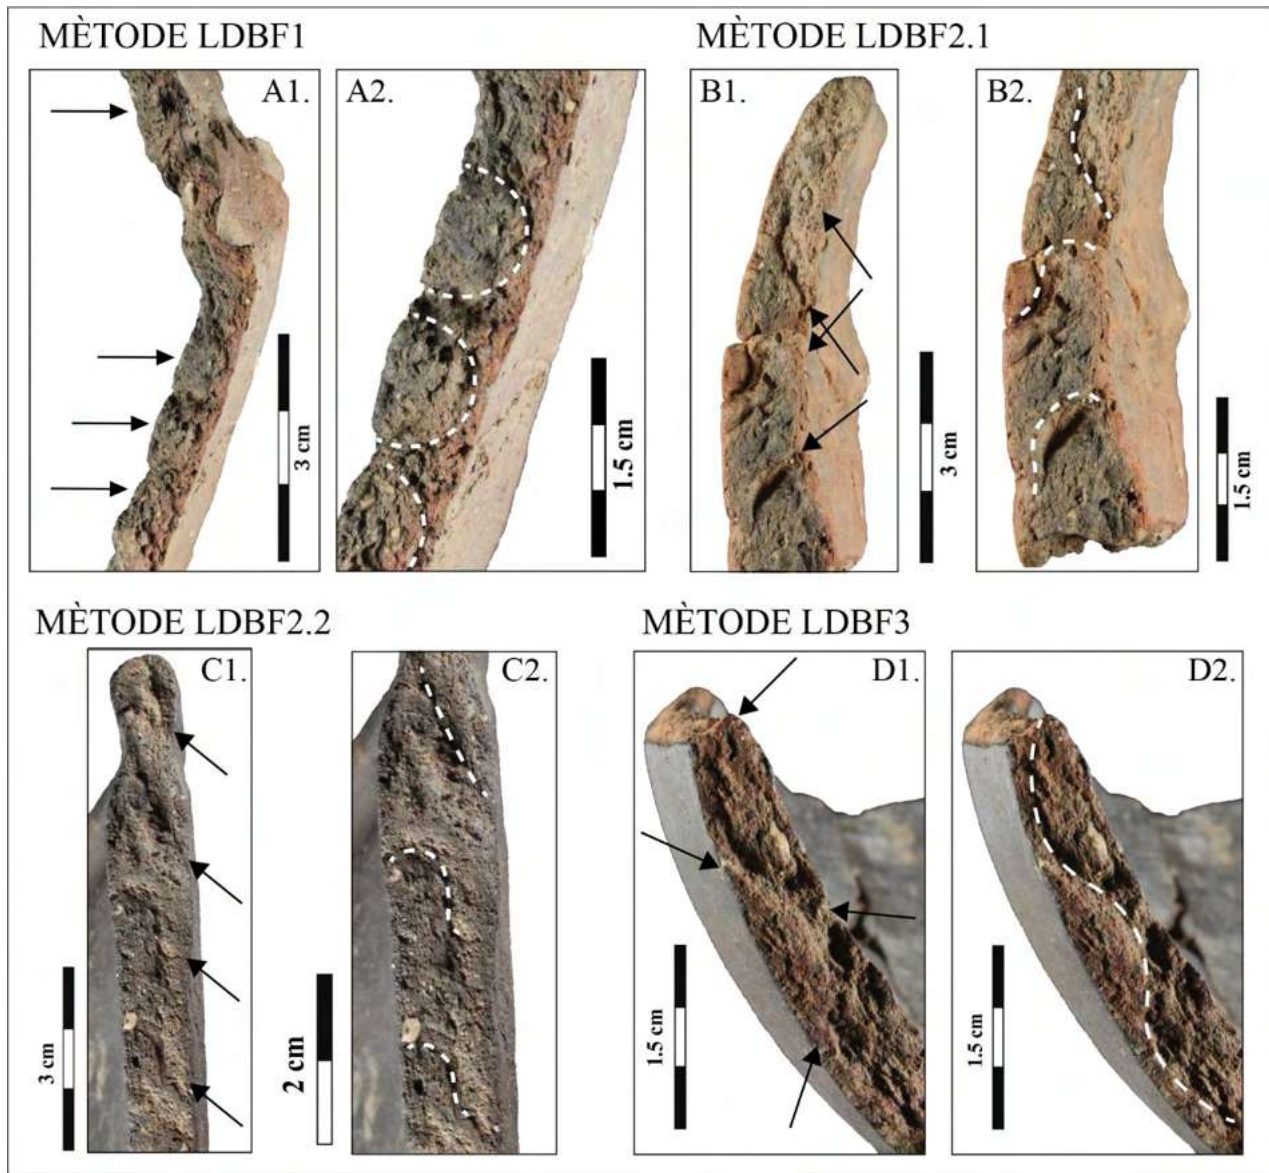 MÈTODE LDBF1
MÈTODE LDBF2.1
A1.
A2.
B1.
B2.
3 cm
1.5 cm
3 cm
1.5 cm
MÈTODE LDBF2.2
MÈTODE LDBF3
C1.
C2.
D1.
D2.
3 cm
2 cm
1.5 cm
1.5 cm